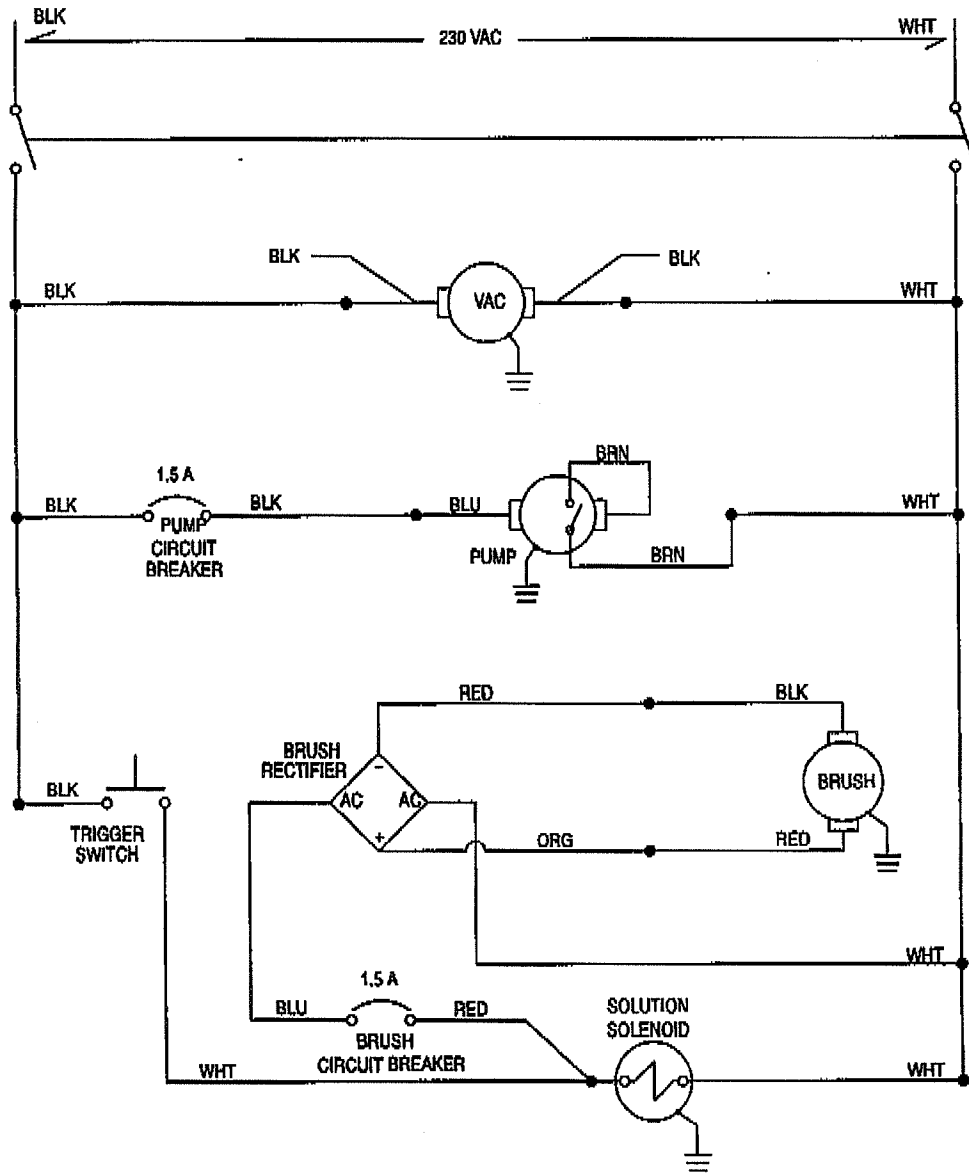 BLK
230 VAC
WHT
BLK
BLK
BLK
VAC
WHT
1.5 A
BLK
PUMP
CIRCUIT
BREAKER
BLK
BLU
PUMP
BRN
BRN
WHT
RED
BLK
BRUSH
RECTIFIER
-
AC
AC
+
BRUSH
BLK
TRIGGER
SWITCH
ORG
RED
WHT
1.5 A
BLU
RED
BRUSH
CIRCUIT BREAKER
SOLUTION
SOLENOID
WHT
WHT